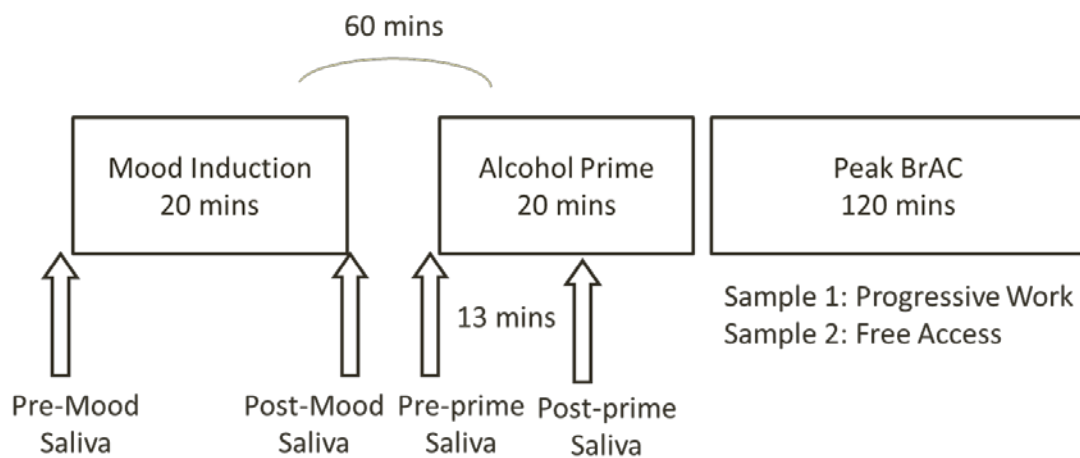 60 mins
Mood Induction
20 mins
Alcohol Prime
20 mins
Peak BrAC
120 mins
13 mins
Sample 1: Progressive Work
Sample 2: Free Access
Pre-Mood
Saliva
Post-Mood
Saliva
Pre-prime
Saliva
Post-prime
Saliva